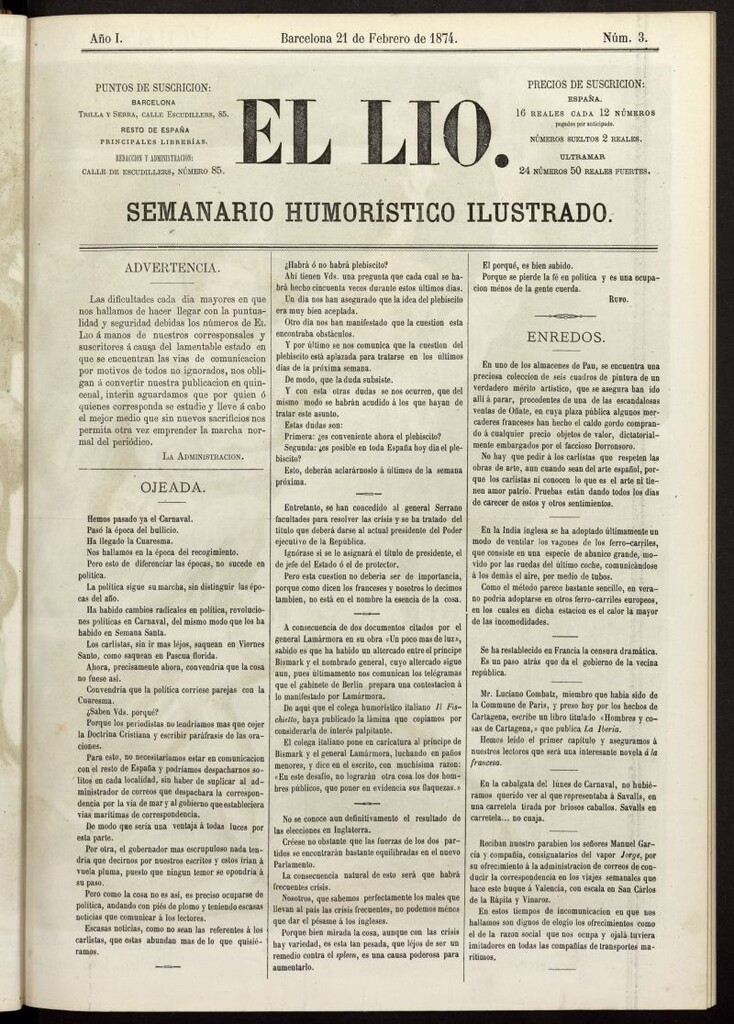 Año I.
Barcelona 21 de Febrero de 1874.
Núm. 3.
PUNTOS DE SUSCRICION:
BARCELONA
TRILLA Y SERRA, CALLE ESCUDILLERS, 85.
RESTO DE ESPAÑA
PRINCIPALES LIBRERÍAS.
REDACCION Y ADMINISTRACION:
CALLE DE ESCUDILLERS, NÚMERO 85.
EL LIO.
PRECIOS DE SUSCRICION:
ESPAÑA.
16 REALES CADA 12 NÚMEROS
pagados por anticipado.
NÚMEROS SUELTOS 2 REALES.
ULTRAMAR
24 NÚMEROS 50 REALES FUERTES.
SEMANARIO HUMORÍSTICO ILUSTRADO.
ADVERTENCIA.
Las dificultades cada dia mayores en que
nos hallamos de hacer llegar con la puntua-
lidad y seguridad debidas los números de EL
LIO á manos de nuestros corresponsales y
suscritores á causa del lamentable estado en
que se encuentran las vias de comunicacion
por motivos de todos no ignorados, nos obli-
gan á convertir nuestra publicacion en quin-
cenal, interin aguardamos que por quien ó
quienes corresponda se estudie y lleve á cabo
el mejor medio que sin nuevos sacrificios nos
permita otra vez emprender la marcha nor-
mal del periódico.
LA ADMINISTRACION.
OJEADA.
Hemos pasado ya el Carnaval.
Pasó la época del bullicio.
Ha llegado la Cuaresma.
Nos hallamos en la época del recogimiento.
Pero esto de diferenciar las épocas, no sucede en
política.
La política sigue su marcha, sin distinguir las épo-
cas del año.
Ha habido cambios radicales en política, revolucio-
nes políticas en Carnaval, del mismo modo que los ha
habido en Semana Santa.
Los carlistas, sin ir mas léjos, saquean en Viernes
Santo, como saquean en Pascua florida.
Ahora, precisamente ahora, convendria que la cosa
no fuese así.
Convendria que la política corriese parejas con la
Cuaresma.
¿Saben Vds. porqué?
Porque los periodistas no tendríamos mas que cojer
la Doctrina Cristiana y escribir paráfrasis de las ora-
ciones.
Para esto, no necesitaríamos estar en comunicacion
con el resto de España y podríamos despacharnos so-
litos en cada localidad, sin haber de suplicar al ad-
ministrador de correos que despachara la correspon-
dencia por la via de mar y al gobierno que estableciera
vias marítimas de correspondencia.
De modo que seria una ventaja á todas luces por
esta parte.
Por otra, el gobernador mas escrupuloso nada ten-
dria que decirnos por nuestros escritos y estos irían á
vuela pluma, puesto que ningun temor se opondria á
su paso.
Pero como la cosa no es así, es preciso ocuparse de
política, andando con piés de plomo y teniendo escasas
noticias que comunicar á los lectores.
Escasas noticias, como no sean las referentes á los
carlistas, que estas abundan mas de lo que quisié-
ramos.
¿Habrá ó no habrá plebiscito?
Ahí tienen Vds. una pregunta que cada cual se ha-
brá hecho cincuenta veces durante estos últimos dias.
Un dia nos han asegurado que la idea del plebiscito
era muy bien aceptada.
Otro dia nos han manifestado que la cuestion esta
encontraba obstáculos.
Y por último se nos comunica que la cuestion del
plebiscito está aplazada para tratarse en los últimos
dias de la próxima semana.
De modo, que la duda subsiste.
Y con esta otras dudas se nos ocurren, que del
mismo modo se habrán acudido á los que hayan de
tratar este asunto.
Estas dudas son:
Primera: ¿es conveniente ahora el plebiscito?
Segunda: ¿es posible en toda España hoy dia el ple-
biscito?
Esto, deberán aclarárnoslo á últimos de la semana
próxima.
Entretanto, se han concedido al general Serrano
facultades para resolver las crisis y se ha tratado del
título que deberá darse al actual presidente del Poder
ejecutivo de la República.
Ignórase si se le asignará el título de presidente, el
de jefe del Estado ó el de protector.
Pero esta cuestion no deberia ser de importancia,
porque como dicen los franceses y nosotros lo decimos
tambien, no está en el nombre la esencia de la cosa.
A consecuencia de dos documentos citados por el
general Lamármora en su obra «Un poco mas de luz»,
sabido es que ha habido un altercado entre el príncipe
Bismark y el nombrado general, cuyo altercado sigue
aun, pues últimamente nos comunican los telégramas
que el gabinete de Berlin prepara una contestacion á
lo manifestado por Lamármora.
De aquí que el colega humorístico italiano Il Fis-
chietto, haya publicado la lámina que copiamos por
considerarla de interés palpitante.
El colega italiano pone en caricatura al príncipe de
Bismark y el general Lamármora, luchando en paños
menores, y dice en el escrito, con muchísima razon:
«En este desafío, no lograrán otra cosa los dos hom-
bres públicos, que poner en evidencia sus flaquezas.»
No se conoce aun definitivamente el resultado de
las elecciones en Inglaterra.
Créese no obstante que las fuerzas de los dos par-
tidos se encontrarán bastante equilibradas en el nuevo
Parlamento.
La consecuencia natural de esto será que habrá
frecuentes crísis.
Nosotros, que sabemos perfectamente los males que
llevan al país las crísis frecuentes, no podemos ménos
que dar el pésame á los ingleses.
Porque bien mirada la cosa, aunque con las crísis
hay variedad, es esta tan pesada, que léjos de ser un
remedio contra el spleen, es una causa poderosa para
aumentarlo.
El porqué, es bien sabido.
Porque se pierde la fé en política y es una ocupa-
cion ménos de la gente cuerda.
RUFO.
ENREDOS.
En uno de los almacenes de Pau, se encuentra una
preciosa coleccion de seis cuadros de pintura de un
verdadero mérito artístico, que se asegura han ido
allí á parar, procedentes de una de las escandalosas
ventas de Oñate, en cuya plaza pública algunos mer-
caderes franceses han hecho el caldo gordo comprando
á cualquier precio objetos de valor, dictatorial-
mente embargados por el faccioso Dorronsoro.
No hay que pedir á los carlistas que respeten las
obras de arte, aun cuando sean del arte español, por-
que los carlistas ni conocen lo que es el arte ni tie-
nen amor patrio. Pruebas están dando todos los dias
de carecer de estos y otros sentimientos.
En la India inglesa se ha adoptado últimamente un
modo de ventilar los vagones de los ferro-carriles,
que consiste en una especie de abanico grande, mo-
vido por las ruedas del último coche, comunicándose
á los demás el aire, por medio de tubos.
Como el método parece bastante sencillo, en vera-
no podria adoptarse en otros ferro-carriles europeos,
en los cuales en dicha estacion es el calor la mayor
de las incomodidades.
Se ha restablecido en Francia la censura dramática.
Es un paso atrás que da el gobierno de la vecina
república.
Mr. Luciano Combatz, miembro que habia sido de
la Commune de Paris, y preso hoy por los hechos de
Cartagena, escribe un libro titulado «Hombres y co-
sas de Cartagena,» que publica La Iberia.
Hemos leido el primer capítulo y aseguramos á
nuestros lectores que será una interesante novela á la
francesa.
En la cabalgata del lúnes de Carnaval, no hubié-
ramos querido ver al que representaba á Savalls, en
una carretela tirada por briosos caballos. Savalls en
carretela... no cuaja.
Reciban nuestro parabien los señores Manuel Gar-
cía y compañía, consignatarios del vapor Jorge, por
su ofrecimiento á la administracion de correos de con-
ducir la correspondencia en los viajes semanales que
hace este buque á Valencia, con escala en San Cárlos
de la Rápita y Vinaroz.
En estos tiempos de incomunicacion en que nos
hallamos son dignos de elogio los ofrecimientos como
el de la razon social que nos ocupa y ojalá tuviera
imitadores en todas las compañías de transportes ma-
rítimos.